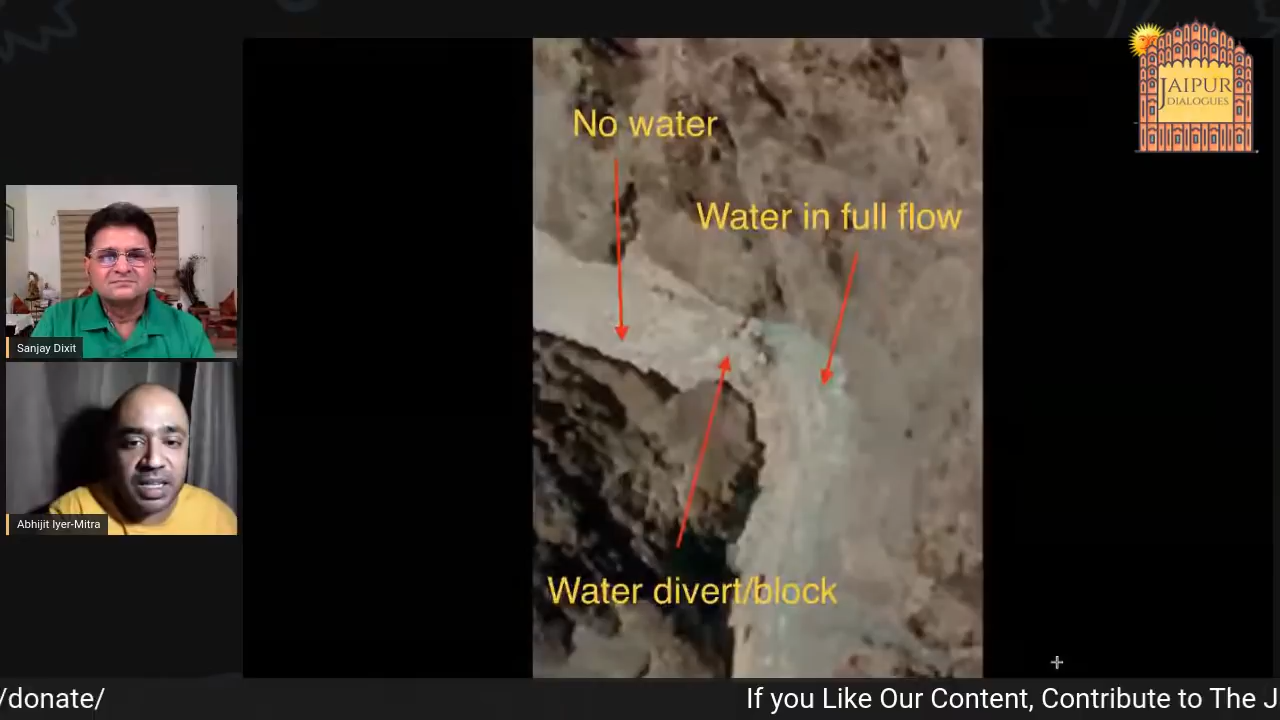 No water
Water in full flow
Water divert/block
JAIPUR
DIALOGUES
Sanjay Dixit
Abhijit Iyer-Mitra
/donate/
If you Like Our Content, Contribute to The J